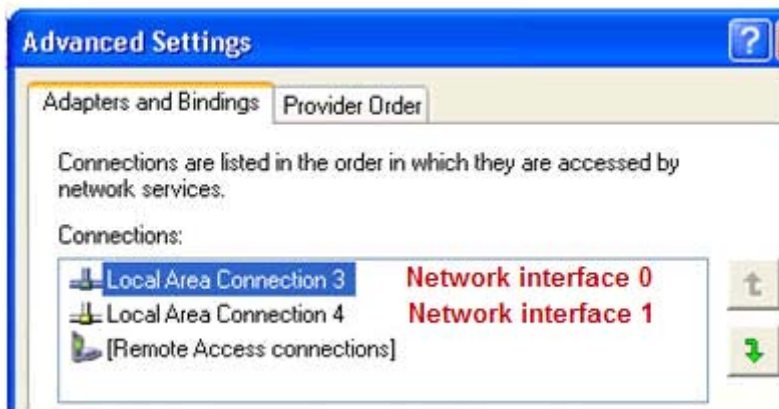 Advanced Settings
?
Adapters and Bindings Provider Order
Connections are listed in the order in which they are accessed by
network services.
Connections:
Local Area Connection 3 Network interface 0
Local Area Connection 4 Network interface 1
[Remote Access connections]